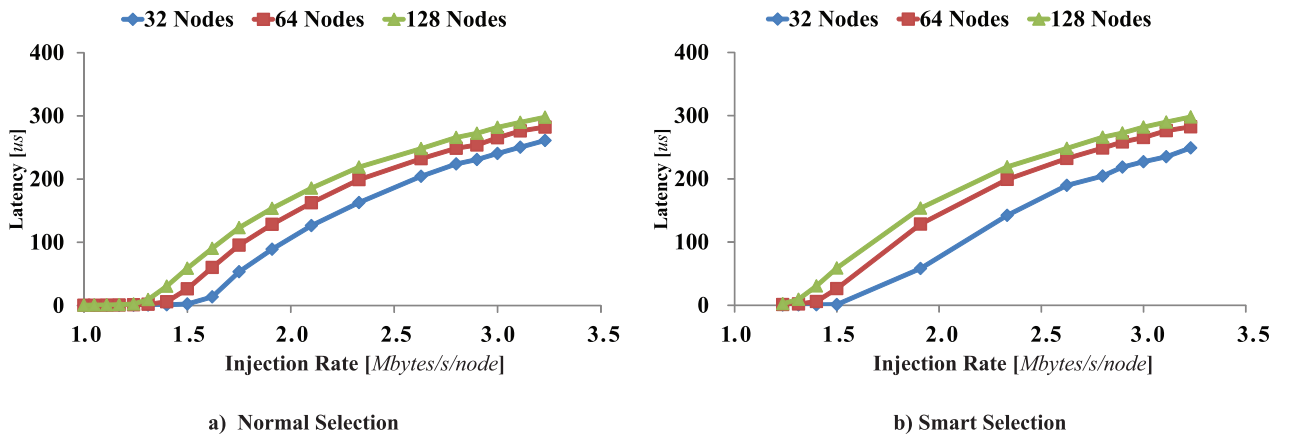 32 Nodes 64 Nodes 128 Nodes
400
300
200
100
0
Latency [us]
1.0 1.5 2.0 2.5 3.0 3.5
Injection Rate [Mbytes/s/node]
a) Normal Selection
32 Nodes 64 Nodes 128 Nodes
400
300
200
100
0
Latency [us]
1.0 1.5 2.0 2.5 3.0 3.5
Injection Rate [Mbytes/s/node]
b) Smart Selection